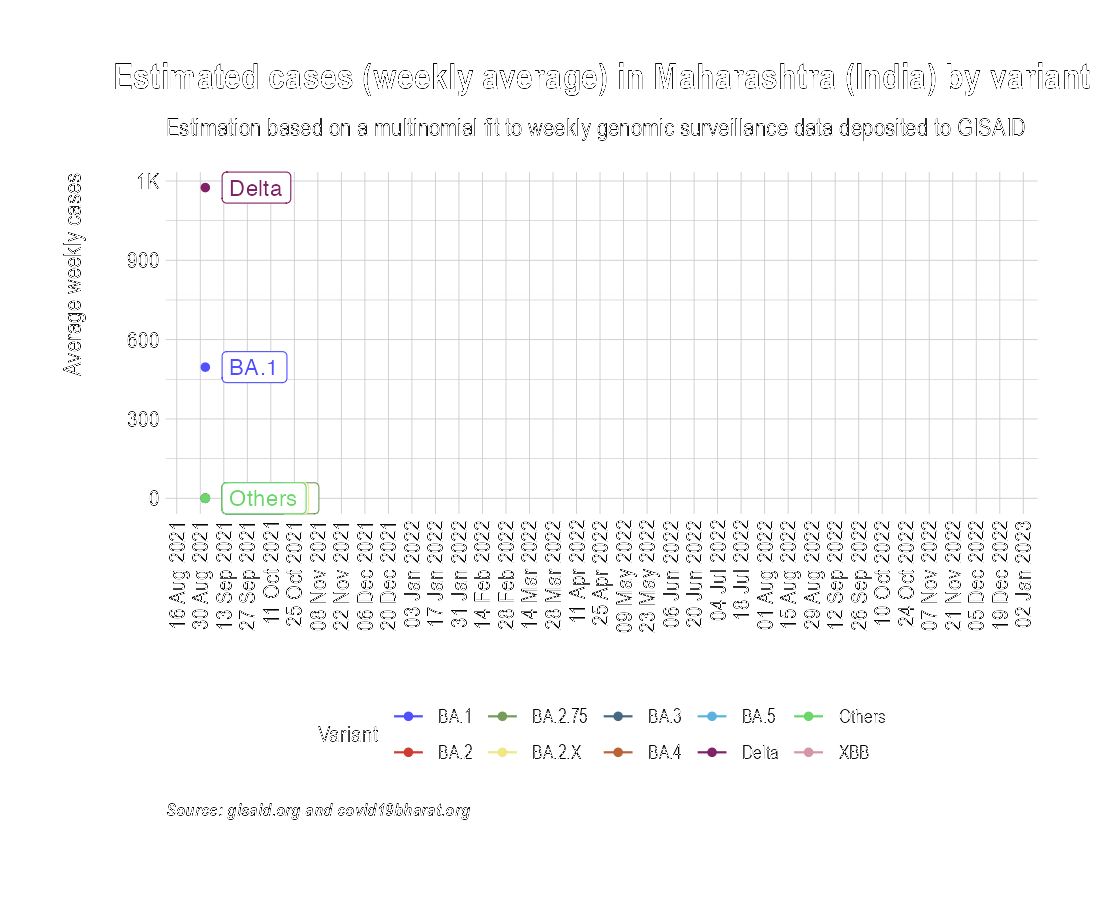 Estimated cases (weekly average) in Maharashtra (India) by variant
Estimation based on a multinomial fit to weekly genomic surveillance data deposited to GISAID
Average weekly cases
1K
900
600
300
0
Delta
BA.1
Others
16 Aug 2021
30 Aug 2021
13 Sep 2021
27 Sep 2021
11 Oct 2021
25 Oct 2021
08 Nov 2021
22 Nov 2021
06 Dec 2021
20 Dec 2021
03 Jan 2022
17 Jan 2022
31 Jan 2022
14 Feb 2022
28 Feb 2022
14 Mar 2022
28 Mar 2022
11 Apr 2022
25 Apr 2022
09 May 2022
23 May 2022
06 Jun 2022
20 Jun 2022
04 Jul 2022
18 Jul 2022
01 Aug 2022
15 Aug 2022
29 Aug 2022
12 Sep 2022
26 Sep 2022
10 Oct 2022
24 Oct 2022
07 Nov 2022
21 Nov 2022
05 Dec 2022
19 Dec 2022
02 Jan 2023
Variant
BA.1 BA.2.75 BA.3 BA.5 Others
BA.2 BA.2.X BA.4 Delta XBB
Source: gisaid.org and covid19bharat.org